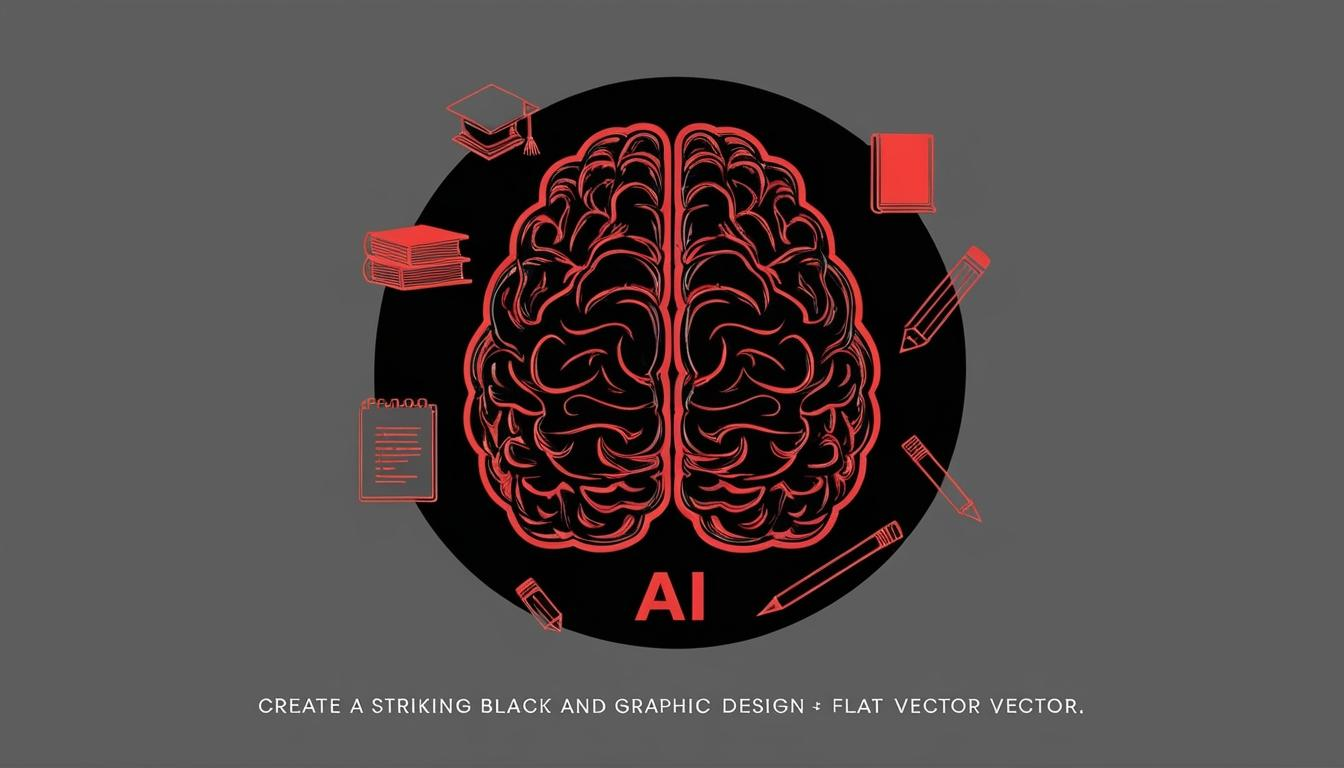 AI
CREATE A STRIKING BLACK AND GRAPHIC DESIGN FLAT VECTOR VECTOR.